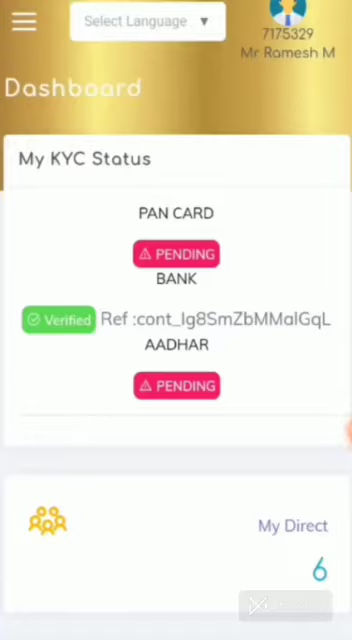 Select Language ▼
7175329
Mr Ramesh M
Dashboard
My KYC Status
PAN CARD
PENDING
BANK
Verified Ref :cont_Ig8SmZbMMalGqL
AADHAR
PENDING
My Direct
6